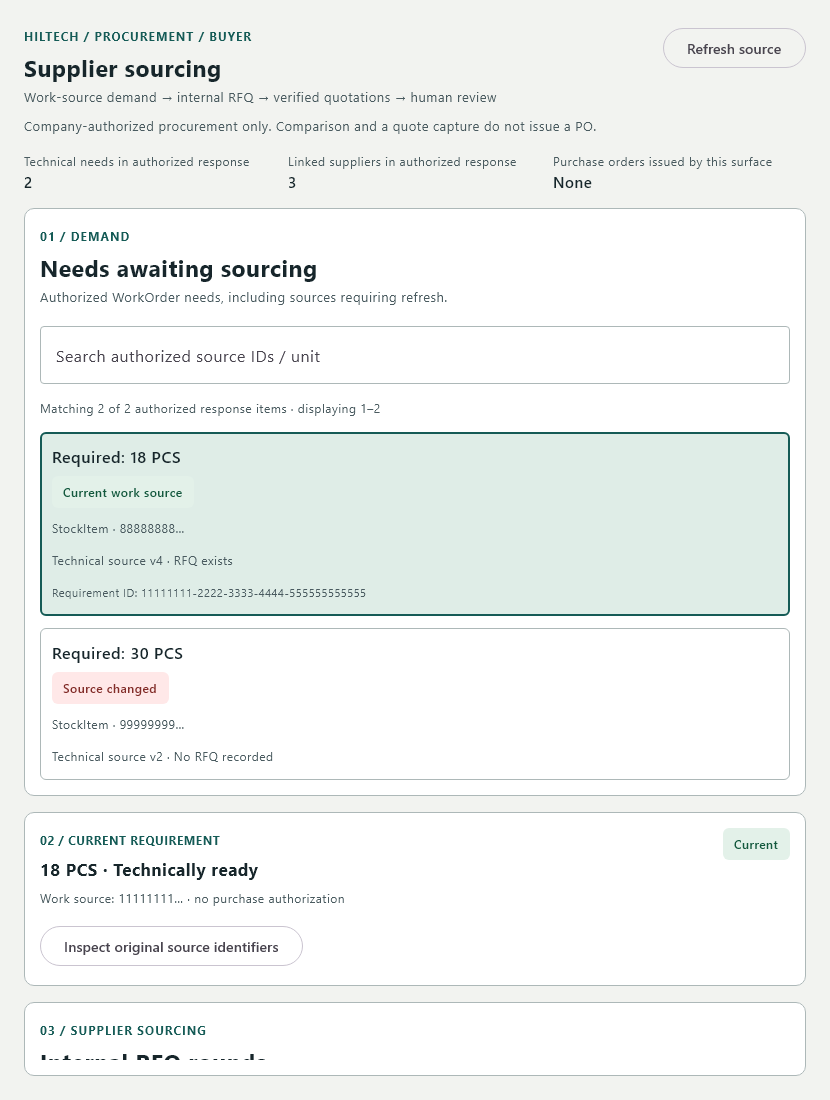 HILTECH / PROCUREMENT / BUYER
Refresh source
Supplier sourcing
Work-source demand → internal RFQ → verified quotations → human review
Company-authorized procurement only. Comparison and a quote capture do not issue a PO.
Technical needs in authorized response
2
Linked suppliers in authorized response
3
Purchase orders issued by this surface
None
01 / DEMAND
Needs awaiting sourcing
Authorized WorkOrder needs, including sources requiring refresh.
Search authorized source IDs / unit
Matching 2 of 2 authorized response items · displaying 1–2
Required: 18 PCS
Current work source
StockItem · 88888888...
Technical source v4 · RFQ exists
Requirement ID: 11111111-2222-3333-4444-555555555555
Required: 30 PCS
Source changed
StockItem · 99999999...
Technical source v2 · No RFQ recorded
02 / CURRENT REQUIREMENT
Current
18 PCS · Technically ready
Work source: 11111111... · no purchase authorization
Inspect original source identifiers
03 / SUPPLIER SOURCING
Internal RFQ rounds